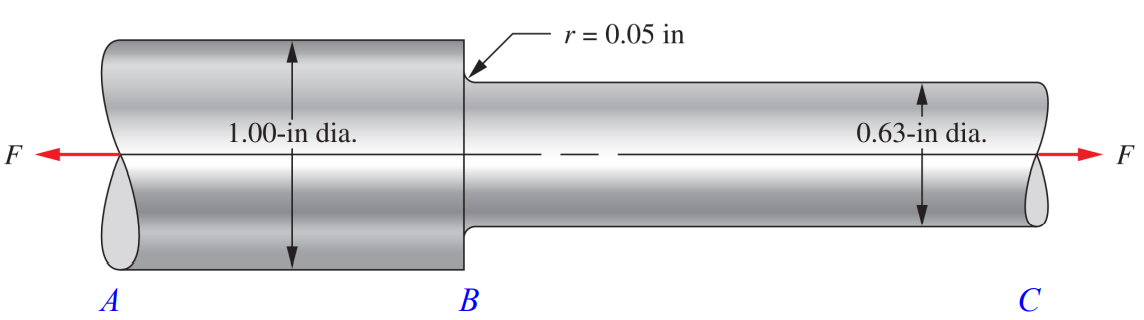 r = 0.05 in
1.00-in dia.
0.63-in dia.
F
F
A
B
C